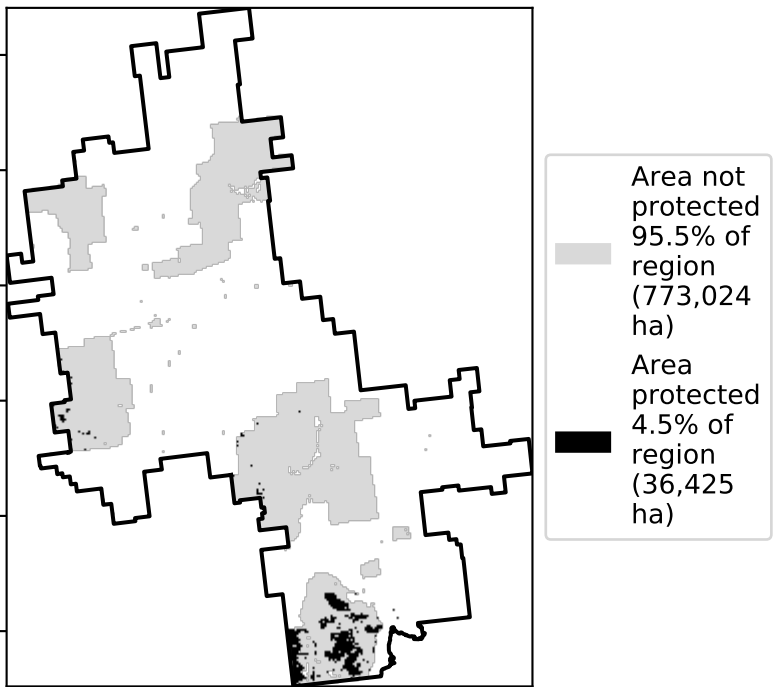 Area not
protected
95.5% of
region
(773,024
ha)
Area
protected
4.5% of
region
(36,425
ha)